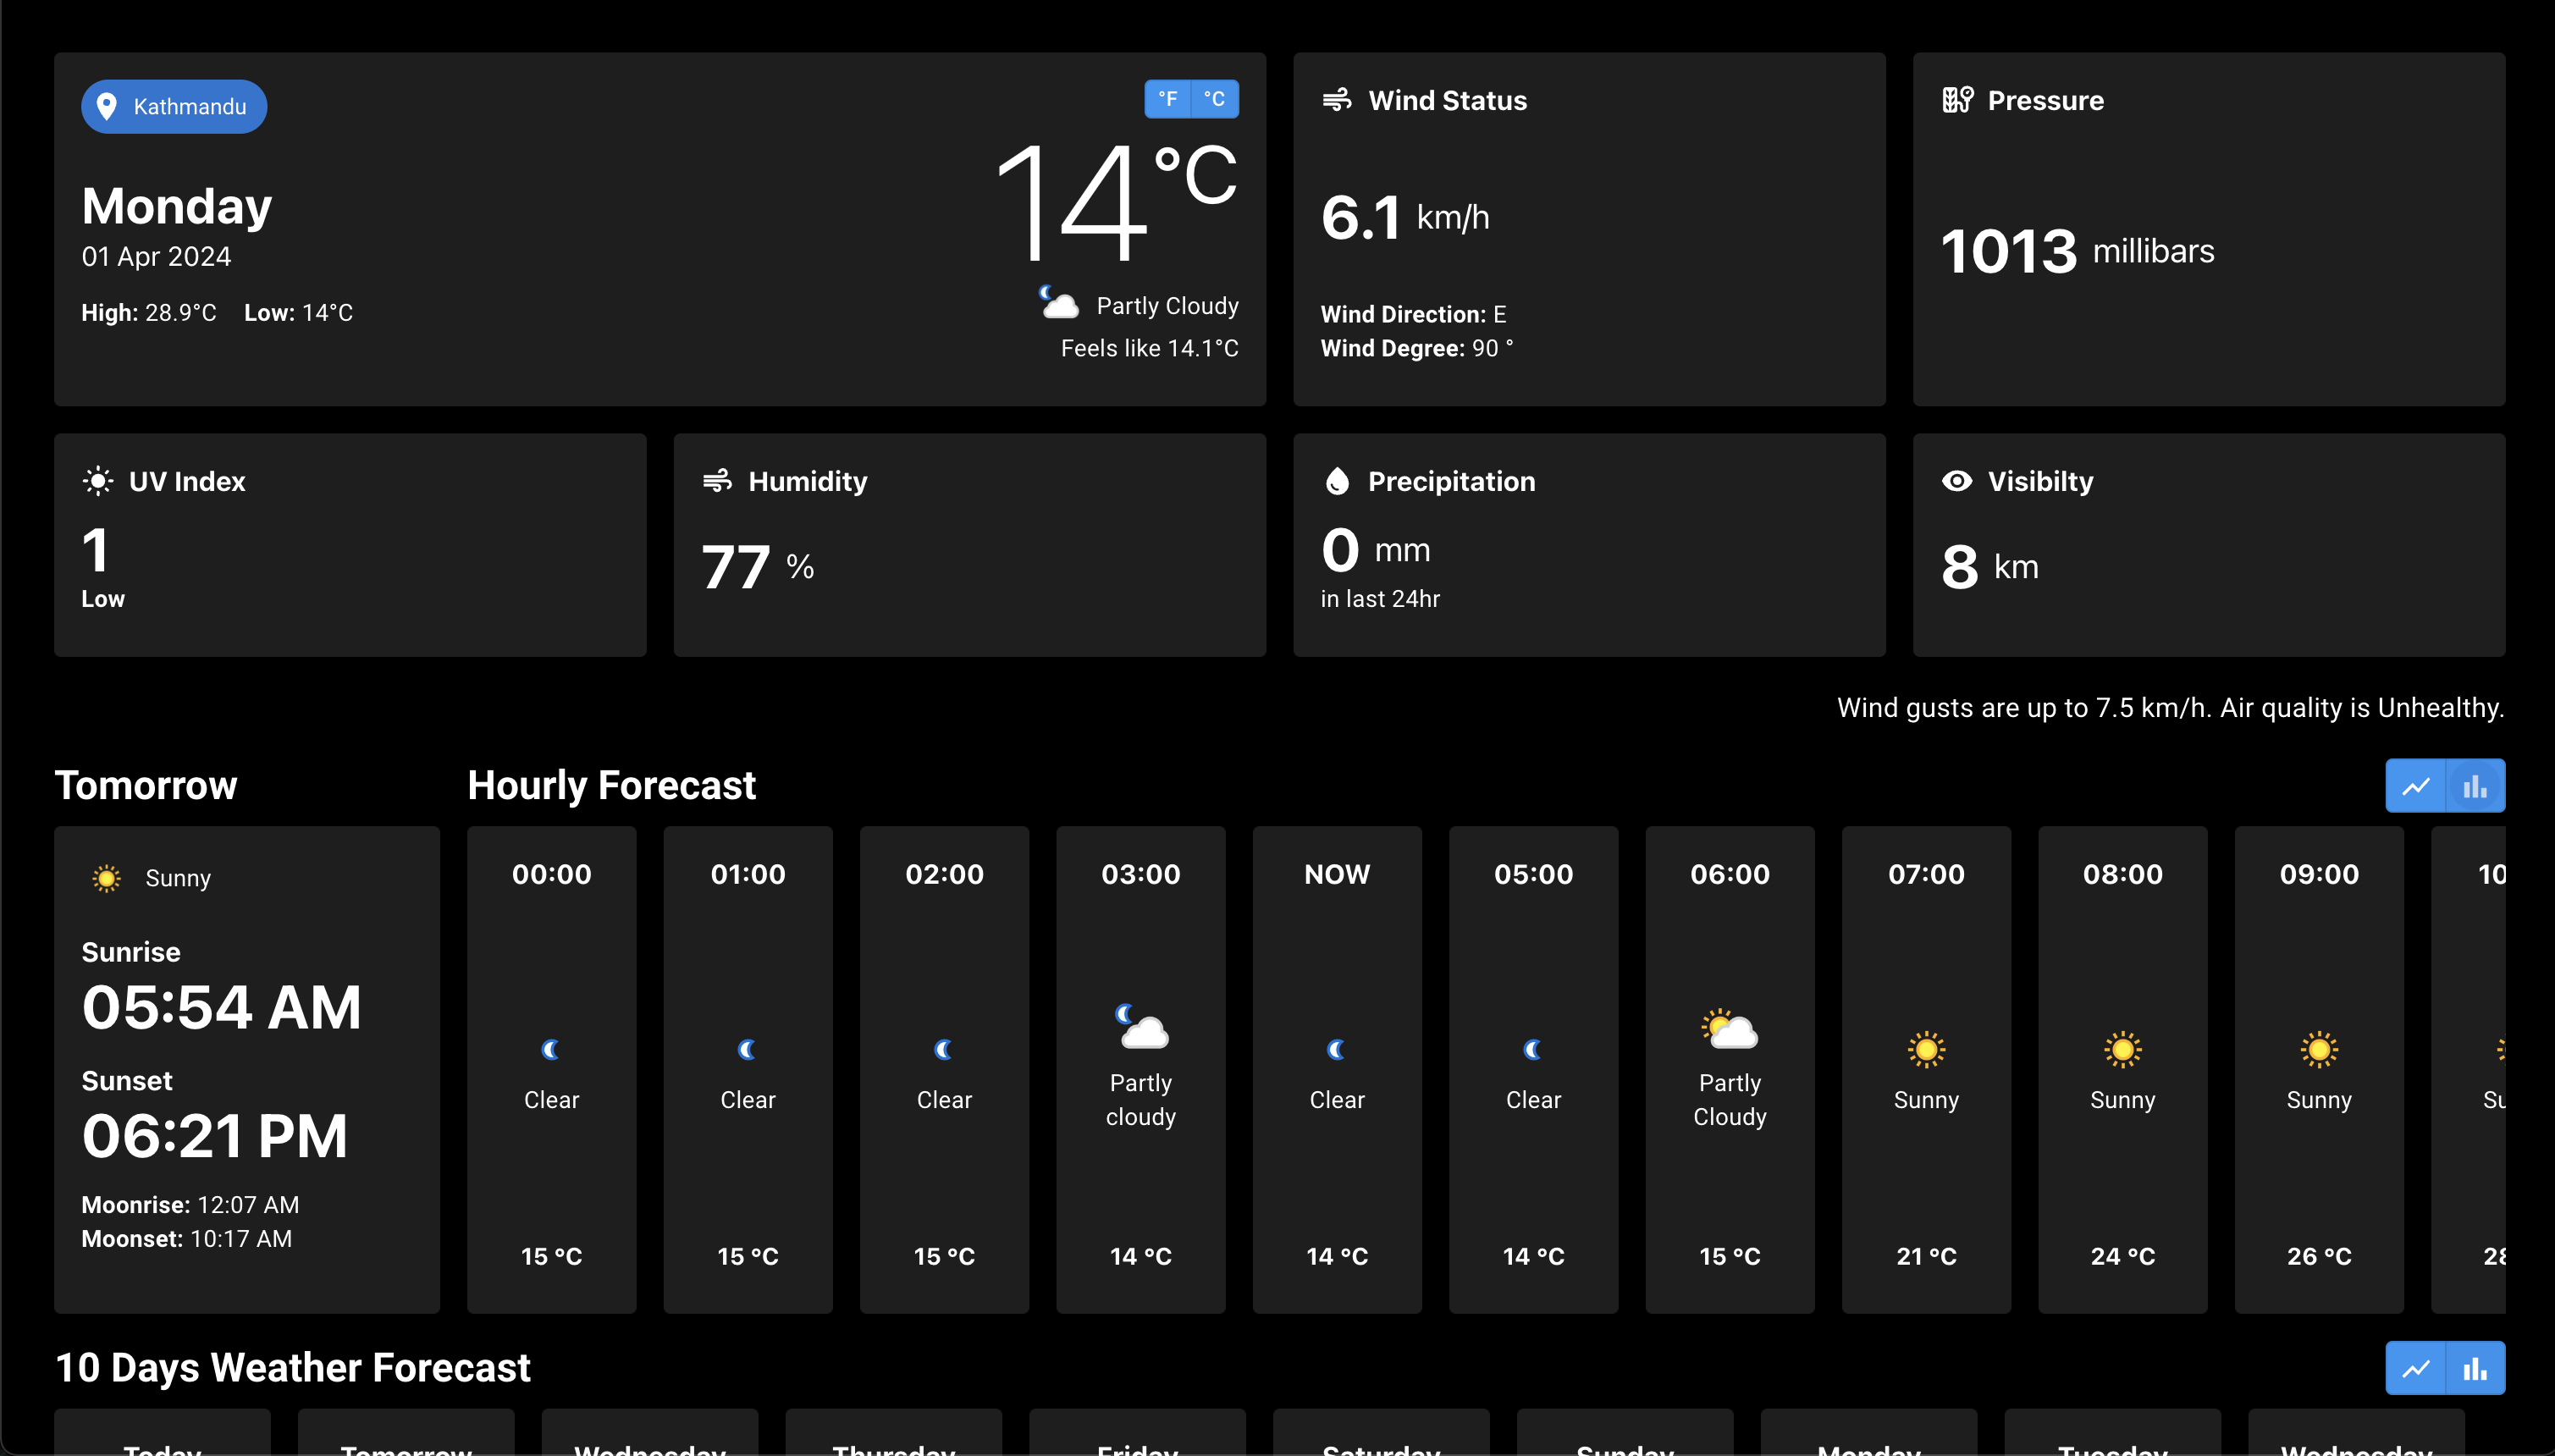 Kathmandu
°F °C
Monday
01 Apr 2024
High: 28.9°C Low: 14°C
14°C
Partly Cloudy
Feels like 14.1°C
Wind Status
6.1 km/h
Wind Direction: E
Wind Degree: 90 °
Pressure
1013 millibars
UV Index
1
Low
Humidity
77 %
Precipitation
0 mm
in last 24hr
Visibilty
8 km
Wind gusts are up to 7.5 km/h. Air quality is Unhealthy.
Tomorrow
Sunny
Sunrise
05:54 AM
Sunset
06:21 PM
Moonrise: 12:07 AM
Moonset: 10:17 AM
Hourly Forecast
00:00
Clear
15 °C
01:00
Clear
15 °C
02:00
Clear
15 °C
03:00
Partly
cloudy
14 °C
NOW
Clear
14 °C
05:00
Clear
14 °C
06:00
Partly
Cloudy
15 °C
07:00
Sunny
21 °C
08:00
Sunny
24 °C
09:00
Sunny
26 °C
10
Su
28
10 Days Weather Forecast
Today Tomorrow Wednesday Thursday Friday Saturday Sunday Monday Tuesday Wednesday